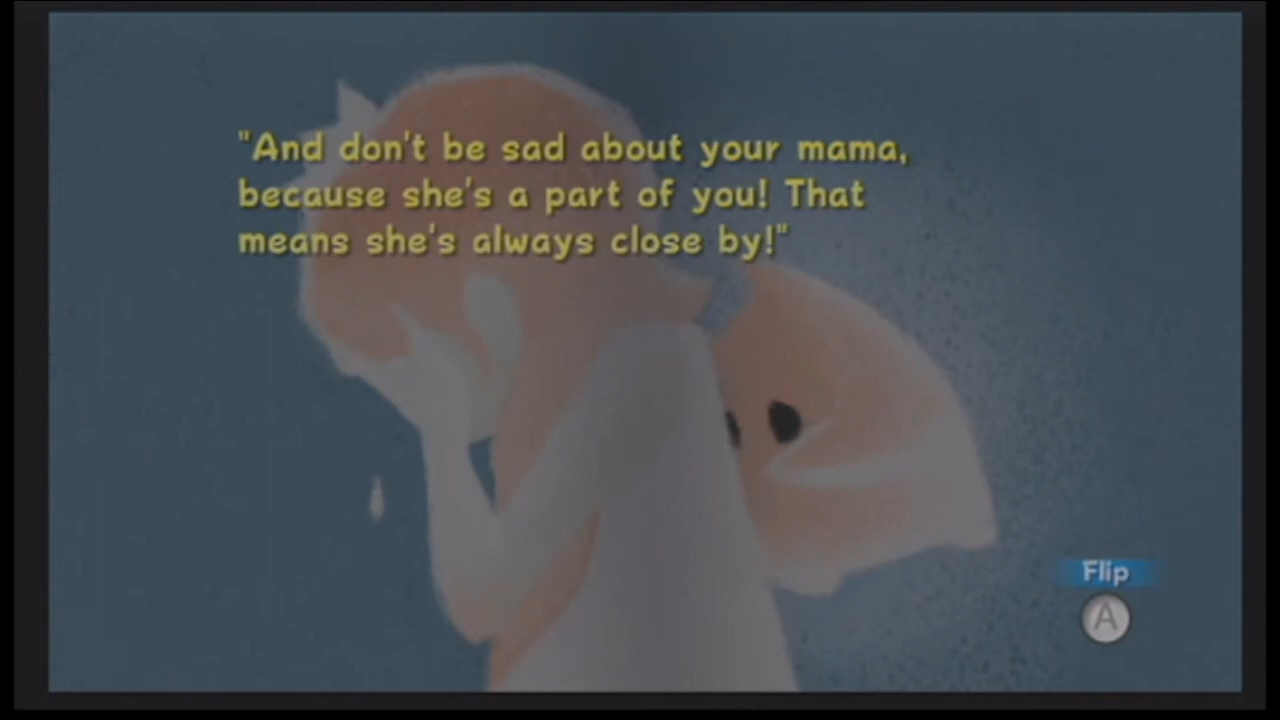 "And don't be sad about your mama,
because she's a part of you! That
means she's always close by!"
Flip
A